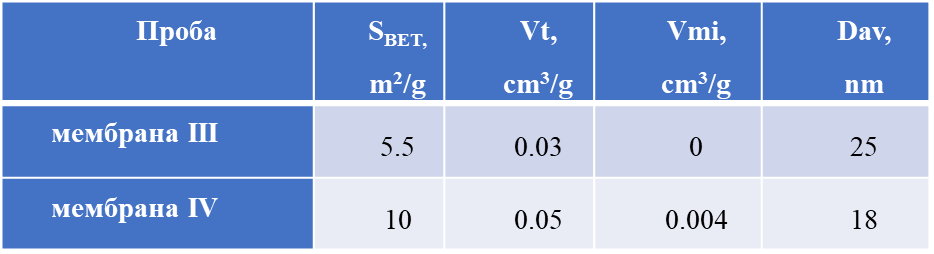 Проба S_BET, m²/g Vt, cm³/g Vmi, cm³/g Dav, nm
мембрана III 5.5 0.03 0 25
мембрана IV 10 0.05 0.004 18